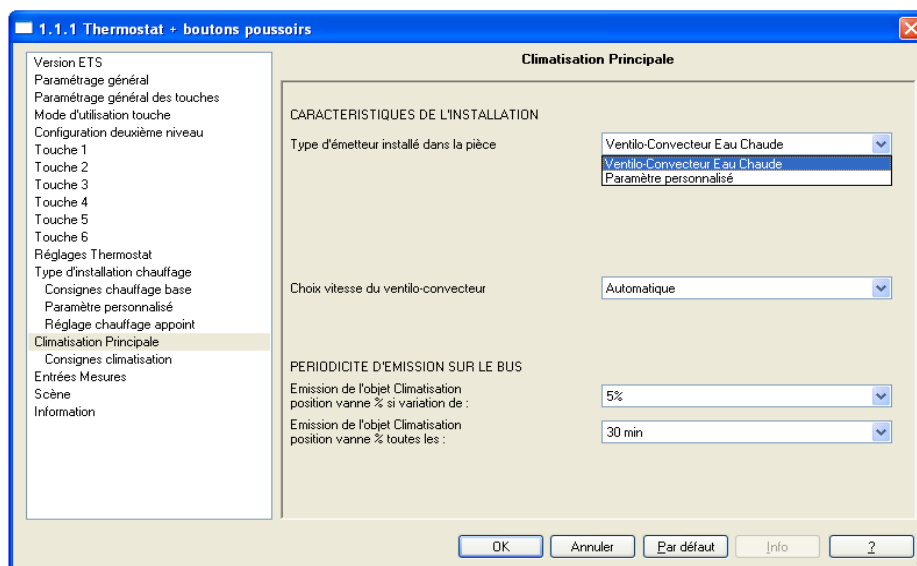 1.1.1 Thermostat + boutons poussoirs
Version ETS
Paramétrage général
Paramétrage général des touches
Mode d'utilisation touche
Configuration deuxième niveau
Touche 1
Touche 2
Touche 3
Touche 4
Touche 5
Touche 6
Réglages Thermostat
Type d'installation chauffage
Consignes chauffage base
Paramètre personnalisé
Réglage chauffage appoint
Climatisation Principale
Consignes climatisation
Entrées Mesures
Scène
Information
Climatisation Principale
CARACTERISTIQUES DE L'INSTALLATION
Type d'émetteur installé dans la pièce
Ventilo-Convecteur Eau Chaude
Ventilo-Convecteur Eau Chaude
Paramètre personnalisé
Choix vitesse du ventilo-convecteur
Automatique
PERIODICITE D'EMISSION SUR LE BUS
Emission de l'objet Climatisation
position vanne % si variation de :
5%
Emission de l'objet Climatisation
position vanne % toutes les :
30 min
OK
Annuler
Par défaut
Info
?